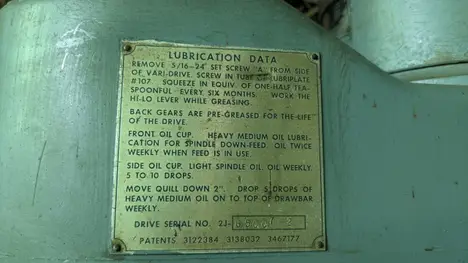 LUBRICATION DATA
REMOVE 5/16-24 SET SCREW "A" FROM SIDE
OF VARI-DRIVE. SCREW IN TUBE OF LUBRIPLATE
#107. SQUEEZE IN EQUIV. OF ONE-HALF TEA-
SPOONFUL EVERY SIX MONTHS. WORK THE
HI-LO LEVER WHILE GREASING.
BACK GEARS ARE PRE-GREASED FOR THE LIFE
OF THE DRIVE.
FRONT OIL CUP. HEAVY MEDIUM OIL LUBRI-
CATION FOR SPINDLE DOWN-FEED. OIL TWICE
WEEKLY WHEN FEED IS IN USE.
SIDE OIL CUP. LIGHT SPINDLE OIL. OIL WEEKLY
5 TO 10 DROPS.
MOVE QUILL DOWN 2". DROP 5 DROPS OF
HEAVY MEDIUM OIL ON TO TOP OF DRAWBAR
WEEKLY.
DRIVE SERIAL NO. 2J-
PATENTS 3122384 3138032 3467177